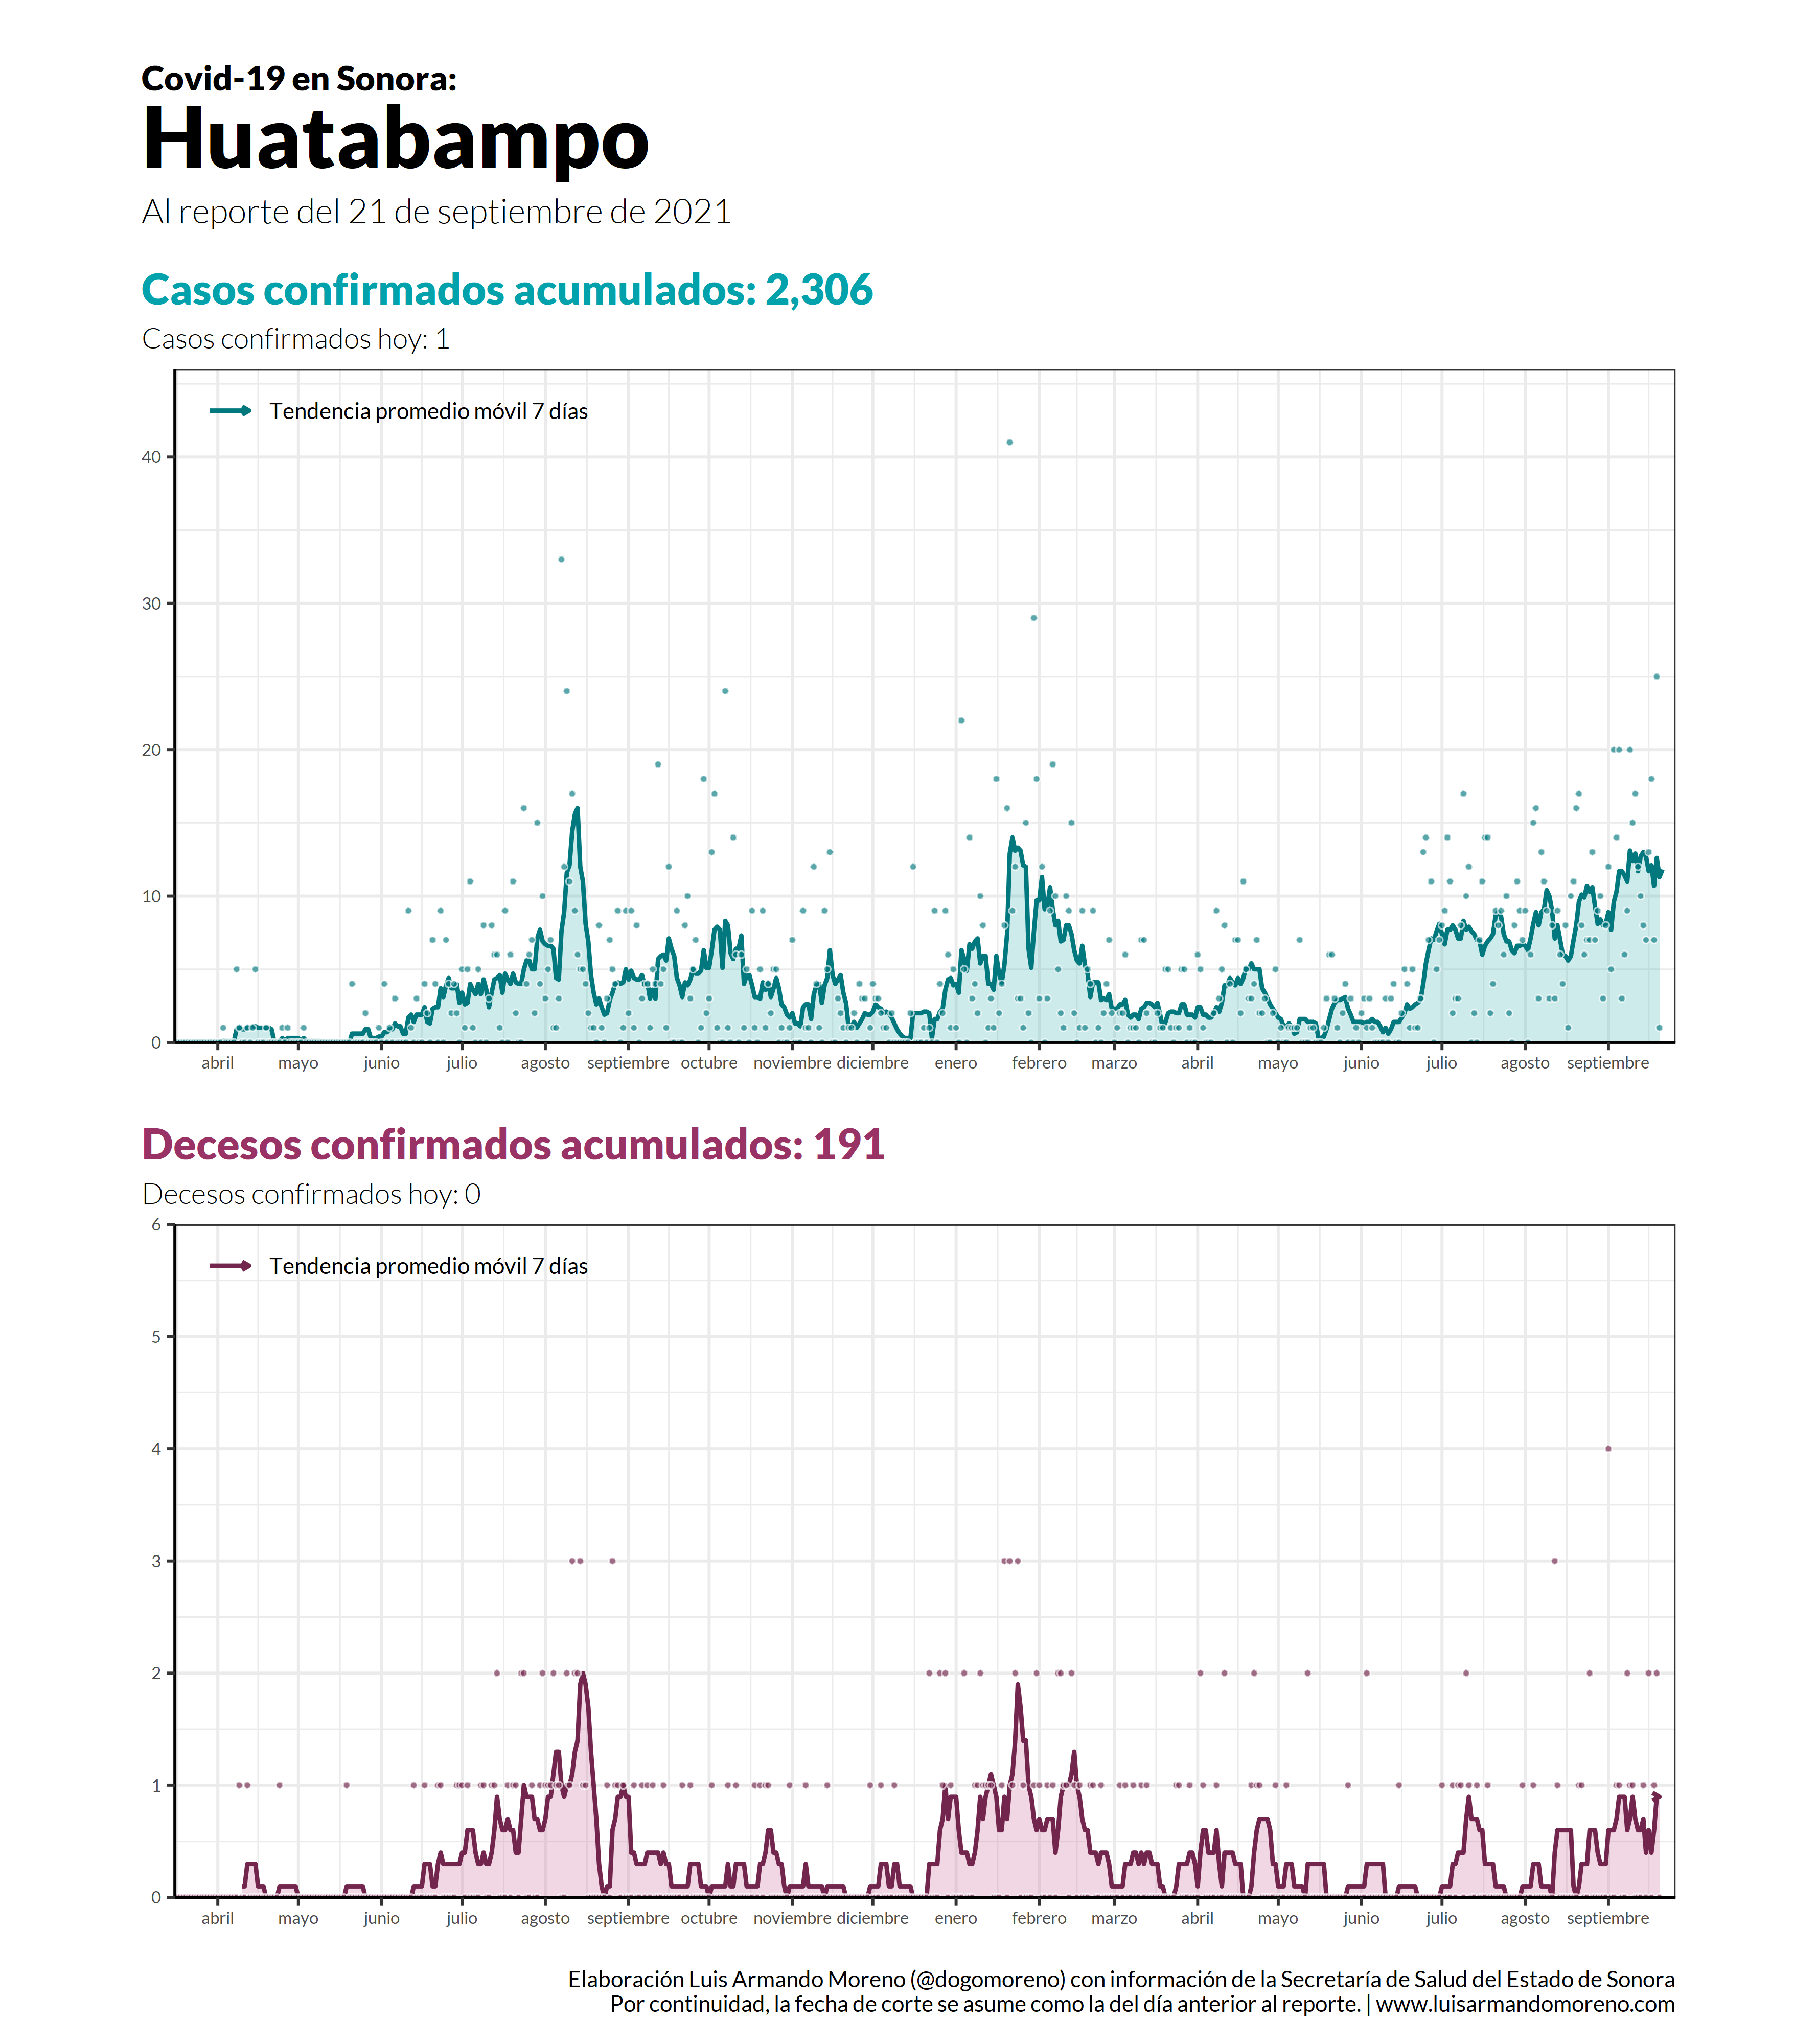 Covid-19 en Sonora:
Huatabampo
Al reporte del 21 de septiembre de 2021
Casos confirmados acumulados: 2,306
Casos confirmados hoy: 1
Tendencia promedio móvil 7 días
40
30
20
10
0
abril mayo junio julio agosto septiembre octubre noviembre diciembre enero febrero marzo abril mayo junio julio agosto septiembre
Decesos confirmados acumulados: 191
Decesos confirmados hoy: 0
6
Tendencia promedio móvil 7 días
5
4
3
2
1
0
abril mayo junio julio agosto septiembre octubre noviembre diciembre enero febrero marzo abril mayo junio julio agosto septiembre
Elaboración Luis Armando Moreno (@dogomoreno) con información de la Secretaría de Salud del Estado de Sonora
Por continuidad, la fecha de corte se asume como la del día anterior al reporte. | www.luisarmandomoreno.com